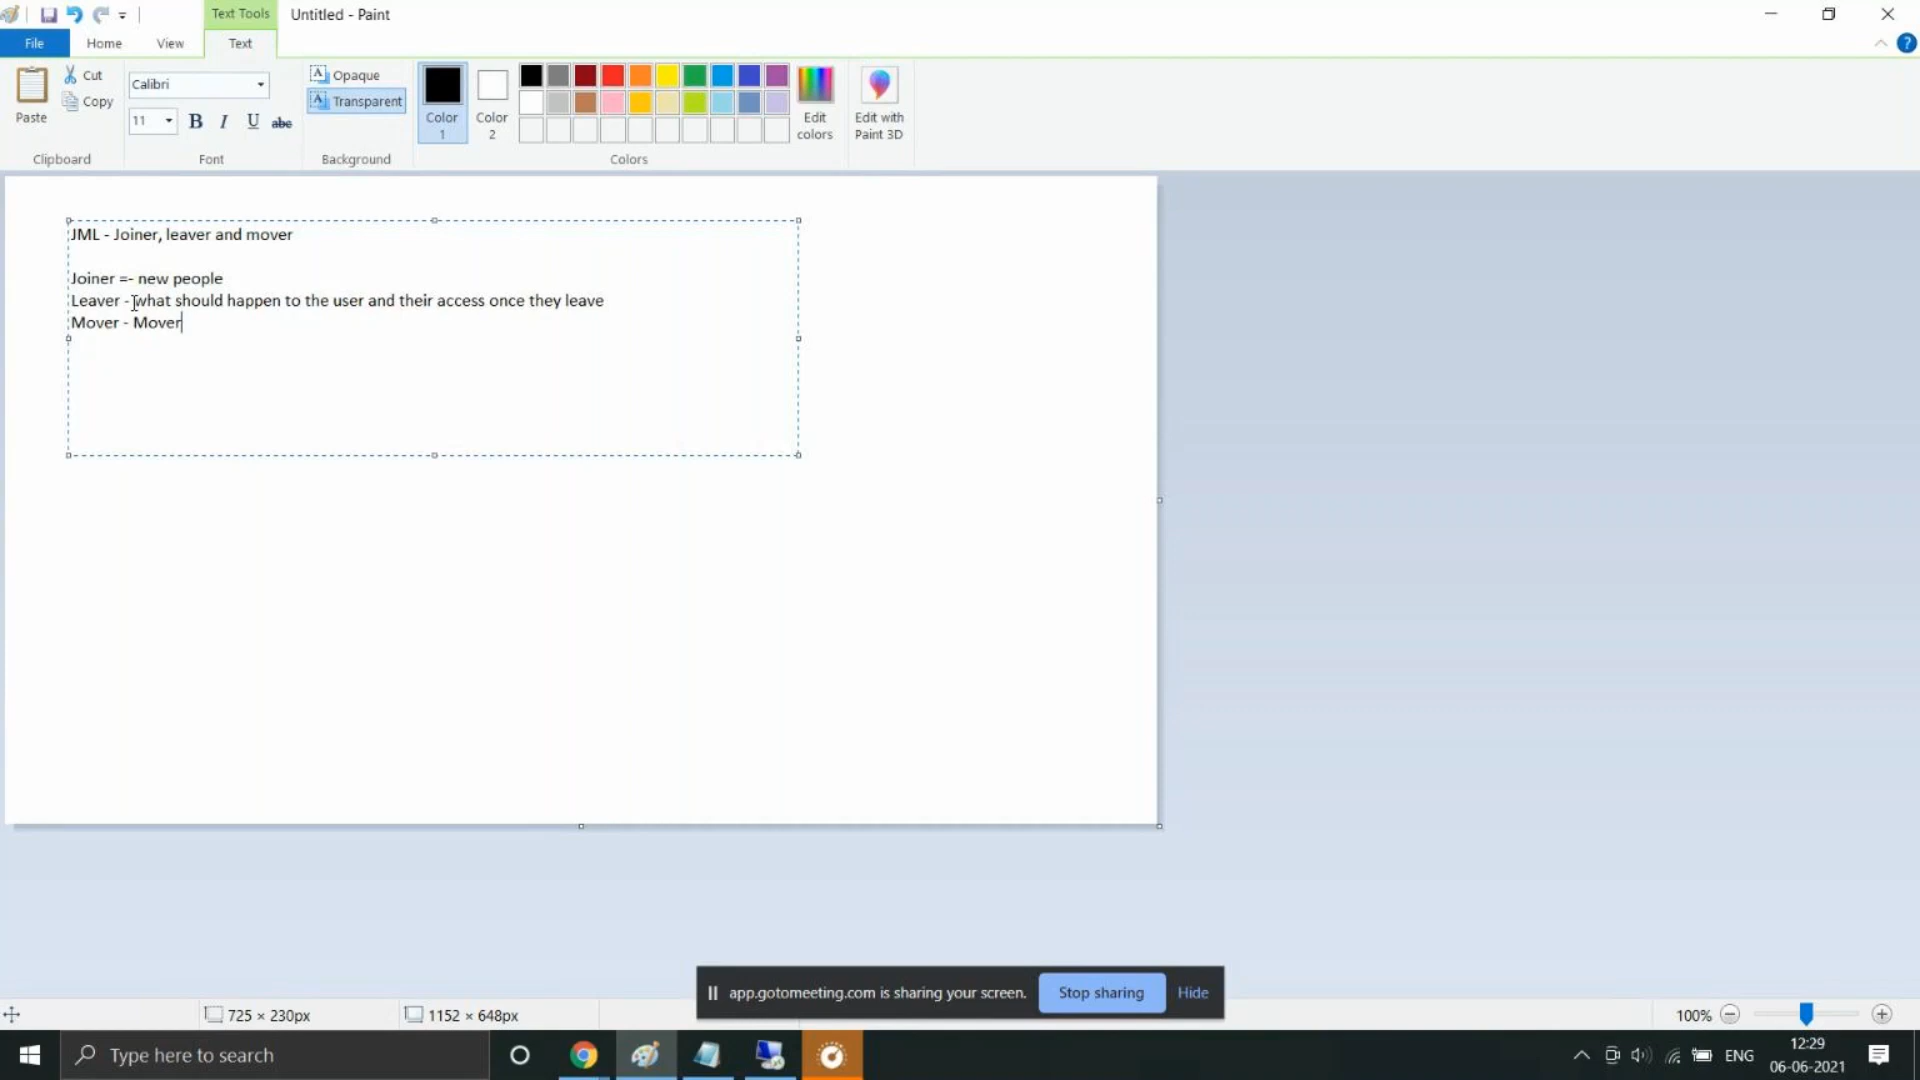 Text Tools
Untitled - Paint
File
Home
View
Text
Paste
Cut
Copy
Clipboard
Calibri
11
B I U abc
Font
Opaque
Transparent
Background
Color 1
Color 2
Edit colors
Colors
Edit with Paint 3D
JML - Joiner, leaver and mover
Joiner =- new people
Leaver - what should happen to the user and their access once they leave
Mover - Mover
app.gotomeeting.com is sharing your screen.
Stop sharing
Hide
725 × 230px
1152 × 648px
100%
Type here to search
ENG
12:29
06-06-2021